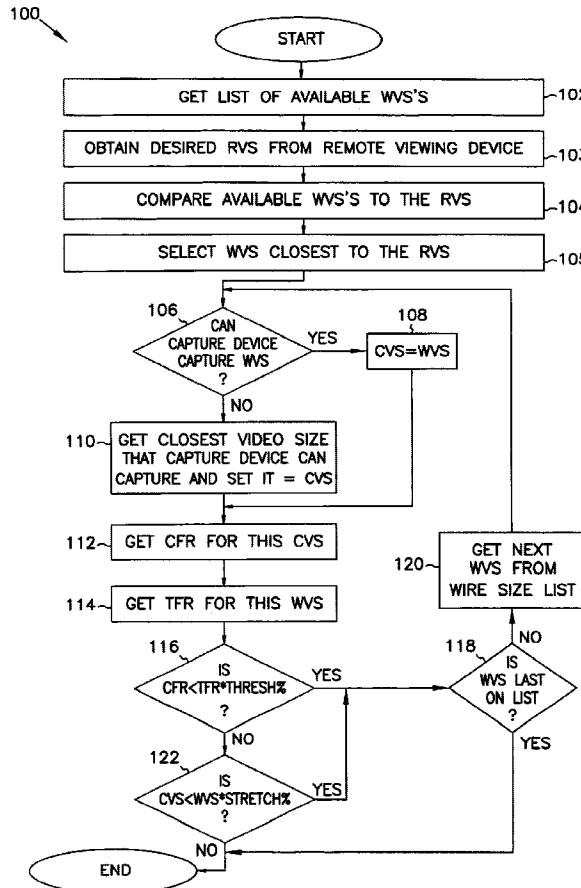 100
START
GET LIST OF AVAILABLE WVS'S
102
OBTAIN DESIRED RVS FROM REMOTE VIEWING DEVICE
103
COMPARE AVAILABLE WVS'S TO THE RVS
104
SELECT WVS CLOSEST TO THE RVS
105
106
CAN
CAPTURE DEVICE
CAPTURE WVS
?
YES
NO
108
CVS=WVS
110
GET CLOSEST VIDEO SIZE
THAT CAPTURE DEVICE CAN
CAPTURE AND SET IT = CVS
112
GET CFR FOR THIS CVS
114
GET TFR FOR THIS WVS
120
GET NEXT
WVS FROM
WIRE SIZE LIST
116
IS
CFR<TFR*THRESH%
?
YES
NO
118
IS
WVS LAST
ON LIST
?
NO
YES
122
IS
CVS<WVS*STRETCH%
?
YES
NO
END